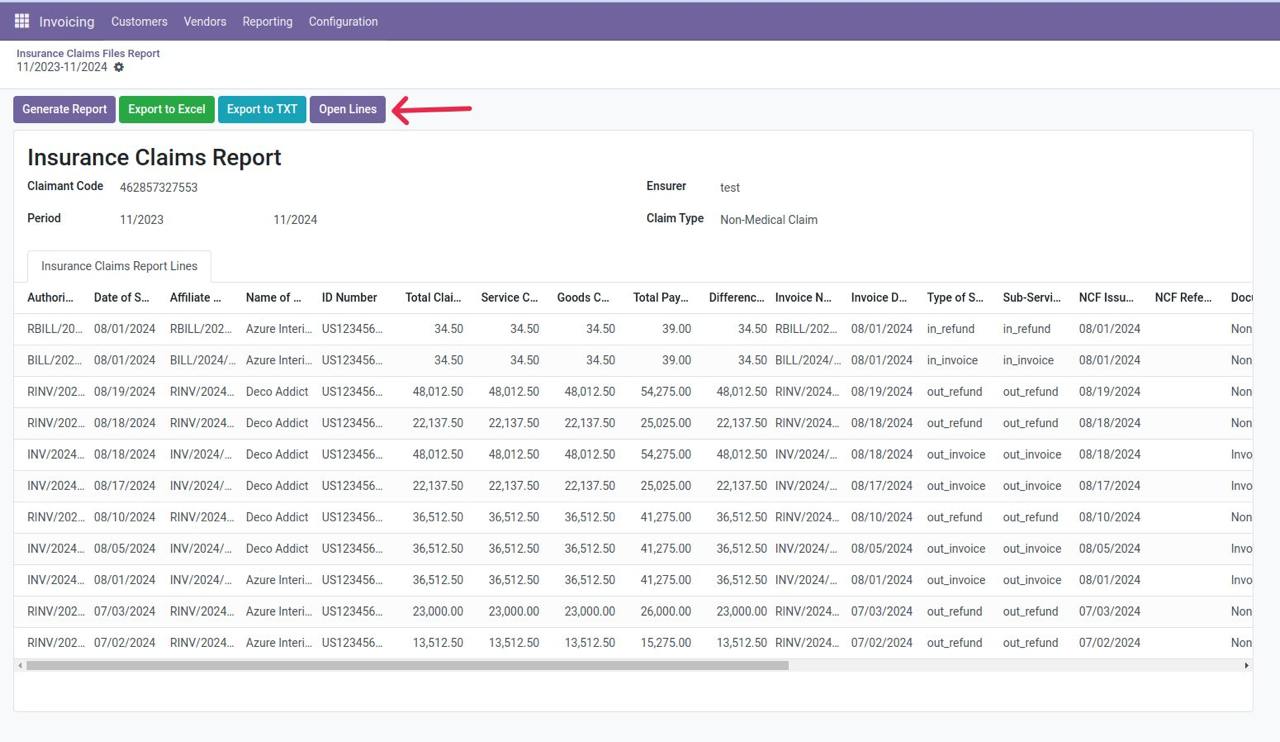 Invoicing Customers Vendors Reporting Configuration
Insurance Claims Files Report
11/2023-11/2024
Generate Report Export to Excel Export to TXT Open Lines
Insurance Claims Report
Claimant Code 462857327553 Ensurer test
Period 11/2023 11/2024 Claim Type Non-Medical Claim
Insurance Claims Report Lines
Authori... Date of S... Affiliate ... Name of ... ID Number Total Clai... Service C... Goods C... Total Pay... Differenc... Invoice N... Invoice D... Type of S... Sub-Servi... NCF Issu... NCF Refe... Docu
RBILL/20... 08/01/2024 RBILL/202... Azure Interi... US123456... 34.50 34.50 34.50 39.00 34.50 RBILL/202... 08/01/2024 in_refund in_refund 08/01/2024 Non
BILL/202... 08/01/2024 BILL/2024/... Azure Interi... US123456... 34.50 34.50 34.50 39.00 34.50 BILL/2024/... 08/01/2024 in_invoice in_invoice 08/01/2024 Non
RINV/202... 08/19/2024 RINV/2024... Deco Addict US123456... 48,012.50 48,012.50 48,012.50 54,275.00 48,012.50 RINV/2024... 08/19/2024 out_refund out_refund 08/19/2024 Non
RINV/202... 08/18/2024 RINV/2024... Deco Addict US123456... 22,137.50 22,137.50 22,137.50 25,025.00 22,137.50 RINV/2024... 08/18/2024 out_refund out_refund 08/18/2024 Non
INV/2024... 08/18/2024 INV/2024/... Deco Addict US123456... 48,012.50 48,012.50 48,012.50 54,275.00 48,012.50 INV/2024/... 08/18/2024 out_invoice out_invoice 08/18/2024 Invo
INV/2024... 08/17/2024 INV/2024/... Deco Addict US123456... 22,137.50 22,137.50 22,137.50 25,025.00 22,137.50 INV/2024/... 08/17/2024 out_invoice out_invoice 08/17/2024 Invo
RINV/202... 08/10/2024 RINV/2024... Deco Addict US123456... 36,512.50 36,512.50 36,512.50 41,275.00 36,512.50 RINV/2024... 08/10/2024 out_refund out_refund 08/10/2024 Non
INV/2024... 08/05/2024 INV/2024/... Deco Addict US123456... 36,512.50 36,512.50 36,512.50 41,275.00 36,512.50 INV/2024/... 08/05/2024 out_invoice out_invoice 08/05/2024 Invo
INV/2024... 08/01/2024 INV/2024/... Azure Interi... US123456... 36,512.50 36,512.50 36,512.50 41,275.00 36,512.50 INV/2024/... 08/01/2024 out_invoice out_invoice 08/01/2024 Invo
RINV/202... 07/03/2024 RINV/2024... Azure Interi... US123456... 23,000.00 23,000.00 23,000.00 26,000.00 23,000.00 RINV/2024... 07/03/2024 out_refund out_refund 07/03/2024 Non
RINV/202... 07/02/2024 RINV/2024... Azure Interi... US123456... 13,512.50 13,512.50 13,512.50 15,275.00 13,512.50 RINV/2024... 07/02/2024 out_refund out_refund 07/02/2024 Non